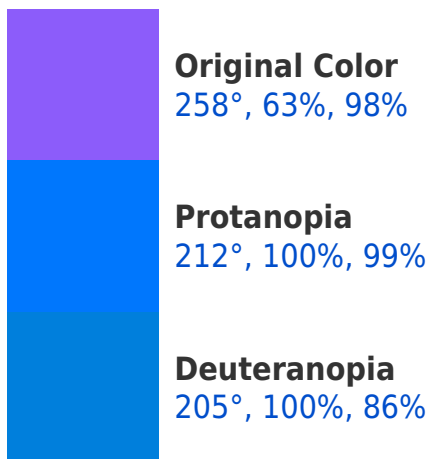 Original Color
258°, 63%, 98%
Protanopia
212°, 100%, 99%
Deuteranopia
205°, 100%, 86%